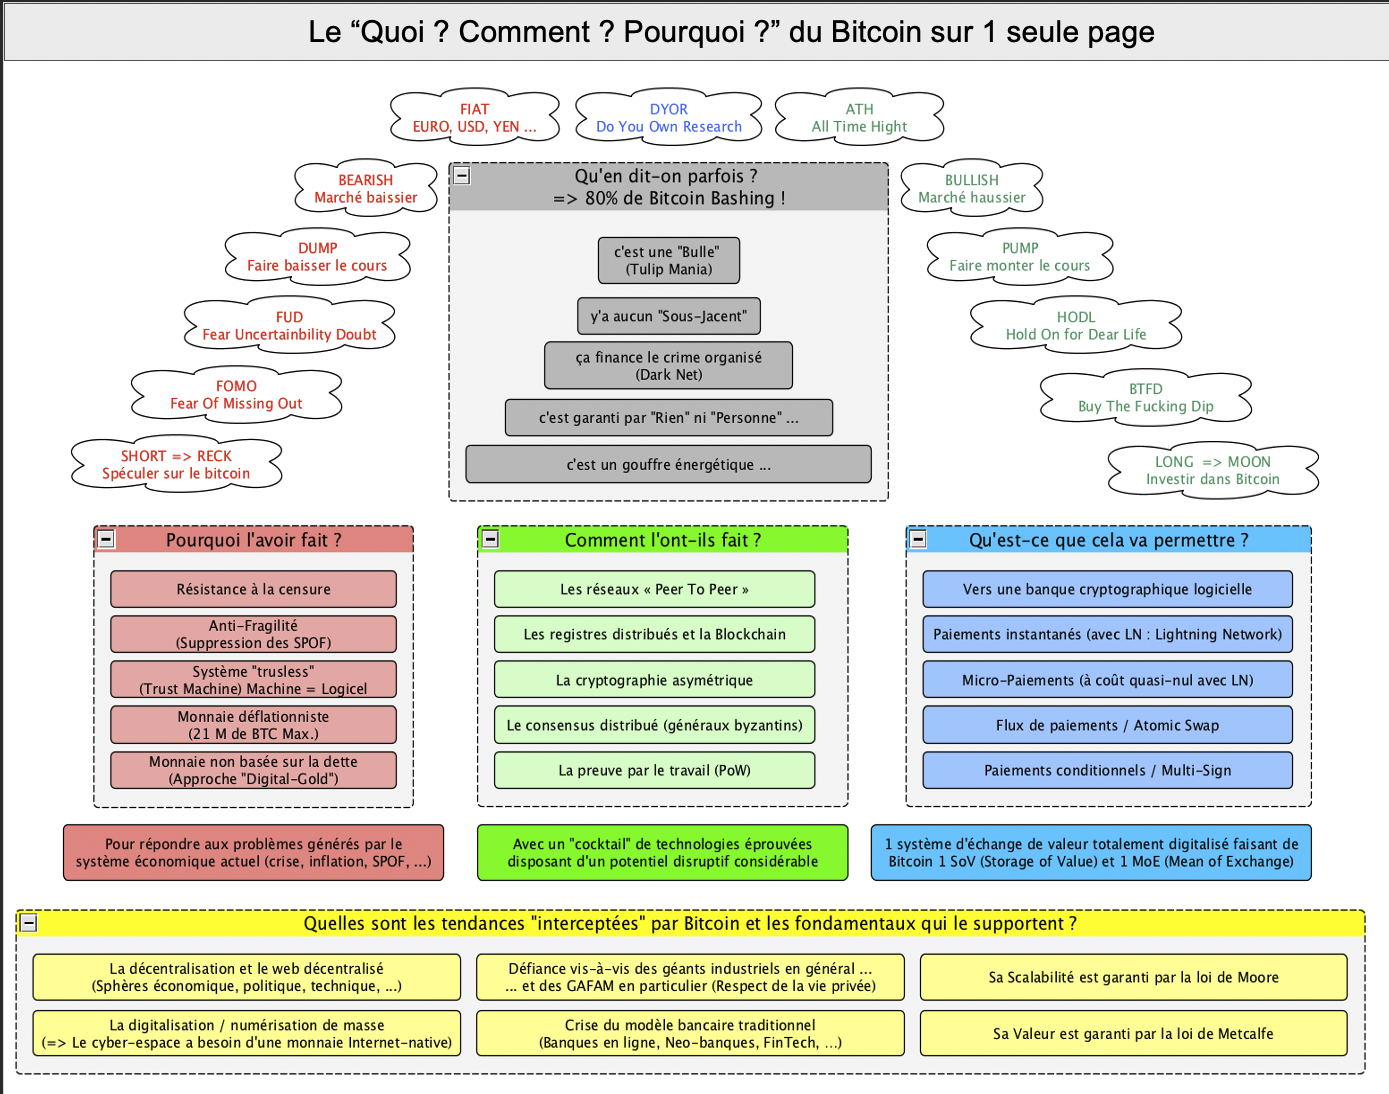 Le “Quoi ? Comment ? Pourquoi ?” du Bitcoin sur 1 seule page
FIAT
EURO, USD, YEN ...
DYOR
Do You Own Research
ATH
All Time Hight
BEARISH
Marché baissier
Qu'en dit-on parfois ?
=> 80% de Bitcoin Bashing !
BULLISH
Marché haussier
DUMP
Faire baisser le cours
c'est une "Bulle"
(Tulip Mania)
PUMP
Faire monter le cours
FUD
Fear Uncertainbility Doubt
y'a aucun "Sous-Jacent"
HODL
Hold On for Dear Life
ça finance le crime organisé
(Dark Net)
FOMO
Fear Of Missing Out
c'est garanti par "Rien" ni "Personne" ...
BTFD
Buy The Fucking Dip
SHORT => RECK
Spéculer sur le bitcoin
c'est un gouffre énergétique ...
LONG => MOON
Investir dans Bitcoin
Pourquoi l'avoir fait ?
Résistance à la censure
Anti-Fragilité
(Suppression des SPOF)
Système "trusless"
(Trust Machine) Machine = Logicel
Monnaie déflationniste
(21 M de BTC Max.)
Monnaie non basée sur la dette
(Approche "Digital-Gold")
Pour répondre aux problèmes générés par le
système économique actuel (crise, inflation, SPOF, ...)
Comment l'ont-ils fait ?
Les réseaux « Peer To Peer »
Les registres distribués et la Blockchain
La cryptographie asymétrique
Le consensus distribué (généraux byzantins)
La preuve par le travail (PoW)
Avec un "cocktail" de technologies éprouvées
disposant d'un potentiel disruptif considérable
Qu'est-ce que cela va permettre ?
Vers une banque cryptographique logicielle
Paiements instantanés (avec LN : Lightning Network)
Micro-Paiements (à coût quasi-nul avec LN)
Flux de paiements / Atomic Swap
Paiements conditionnels / Multi-Sign
1 système d'échange de valeur totalement digitalisé faisant de
Bitcoin 1 SoV (Storage of Value) et 1 MoE (Mean of Exchange)
Quelles sont les tendances "interceptées" par Bitcoin et les fondamentaux qui le supportent ?
La décentralisation et le web décentralisé
(Sphères économique, politique, technique, ...)
Défiance vis-à-vis des géants industriels en général ...
... et des GAFAM en particulier (Respect de la vie privée)
Sa Scalabilité est garanti par la loi de Moore
La digitalisation / numérisation de masse
(=> Le cyber-espace a besoin d'une monnaie Internet-native)
Crise du modèle bancaire traditionnel
(Banques en ligne, Neo-banques, FinTech, ...)
Sa Valeur est garanti par la loi de Metcalfe